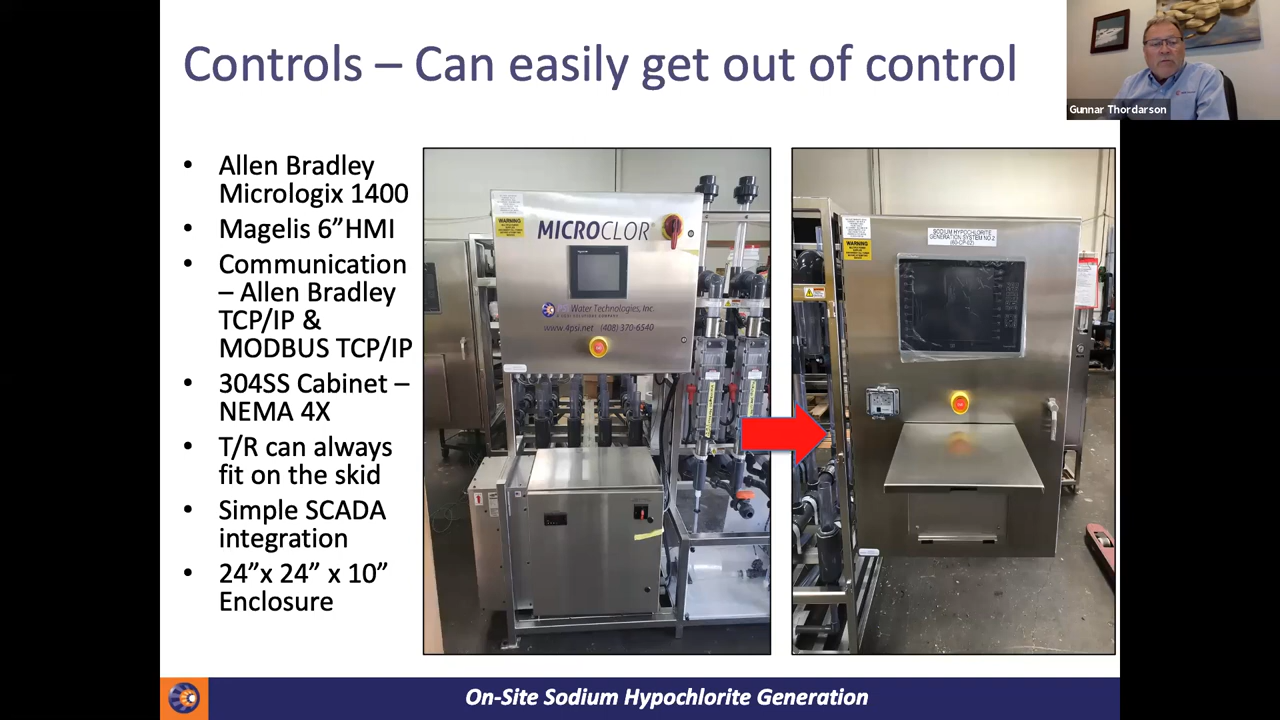 Controls – Can easily get out of control
Gunnar Thordarson
• Allen Bradley
Micrologix 1400
• Magelis 6”HMI
• Communication
– Allen Bradley
TCP/IP &
MODBUS TCP/IP
• 304SS Cabinet –
NEMA 4X
• T/R can always
fit on the skid
• Simple SCADA
integration
• 24”x 24” x 10”
Enclosure
WARNING
MICROCLOR
Water Technologies, Inc.
www.4psi.net (408) 370-6540
WARNING
SODIUM HYPOCHLORITE
GENERATION SYSTEM NO.2
On-Site Sodium Hypochlorite Generation